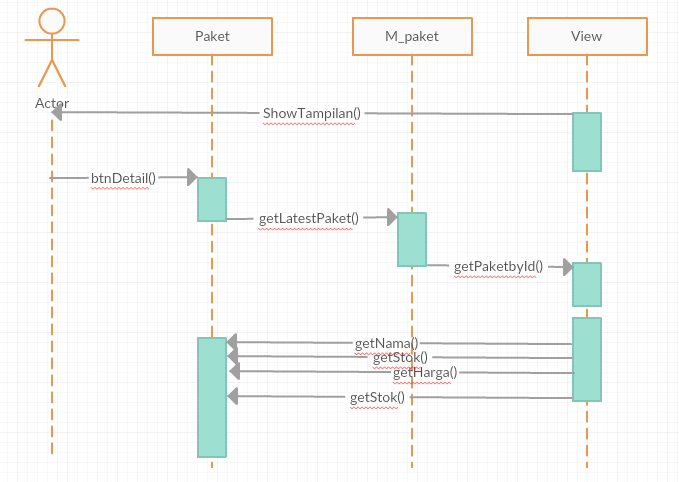 Paket
M_paket
View
Actor
ShowTampilan()
btnDetail()
getLatestPaket()
getPaketbyId()
getNama()
getStok()
getHarga()
getStok()